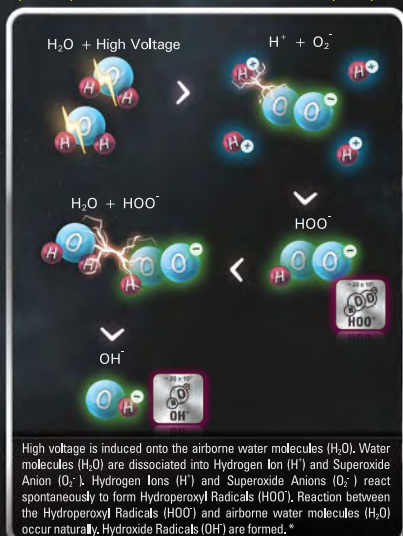 H₂O + High Voltage
H⁺ + O₂⁻
H
O
H
H
O
H
H +
O O −
H +
H +
H +
H₂O + HOO⁻
HOO⁻
O
H
H
O O −
H
O O −
H
O O
H
HOO⁻
OH⁻
O
H −
O
H
OH⁻
High voltage is induced onto the airborne water molecules (H₂O). Water
molecules (H₂O) are dissociated into Hydrogen Ion (H⁺) and Superoxide
Anion (O₂⁻). Hydrogen Ions (H⁺) and Superoxide Anions (O₂⁻) react
spontaneously to form Hydroperoxyl Radicals (HOO⁻). Reaction between
the Hydroperoxyl Radicals (HOO⁻) and airborne water molecules (H₂O)
occur naturally. Hydroxide Radicals (OH⁻) are formed. *